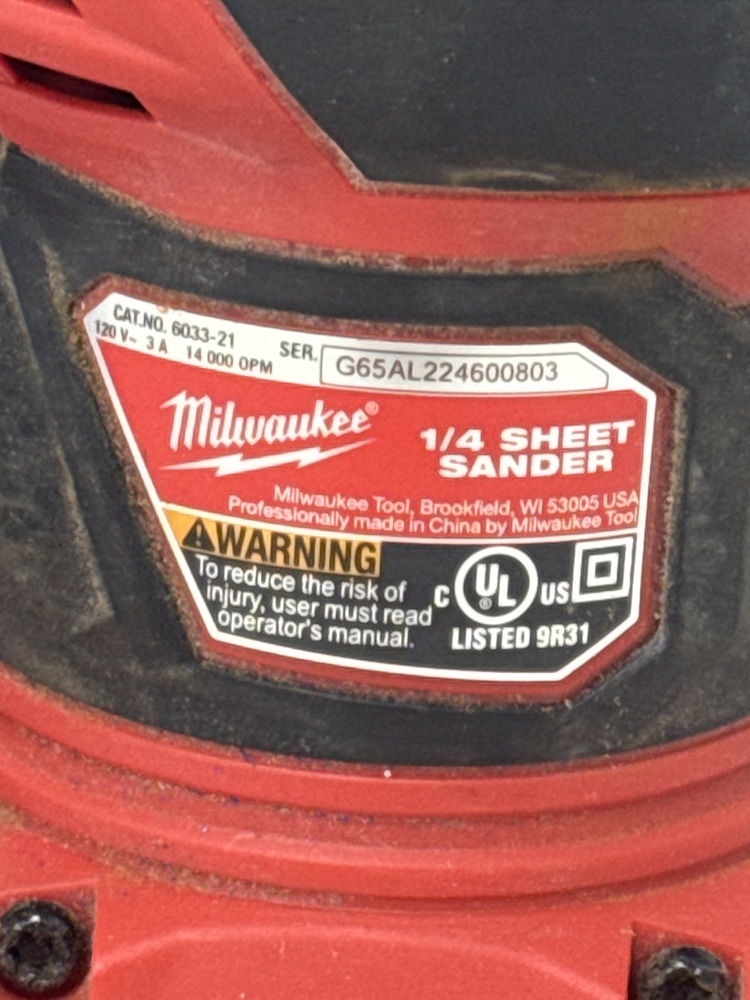 CAT.NO. 6033-21
120 V~ 3 A 14 000 OPM
SER. G65AL224600803
Milwaukee®
1/4 SHEET
SANDER
Milwaukee Tool, Brookfield, WI 53005 USA
Professionally made in China by Milwaukee Tool
WARNING
To reduce the risk of
injury, user must read
operator's manual.
C UL® US
LISTED 9R31